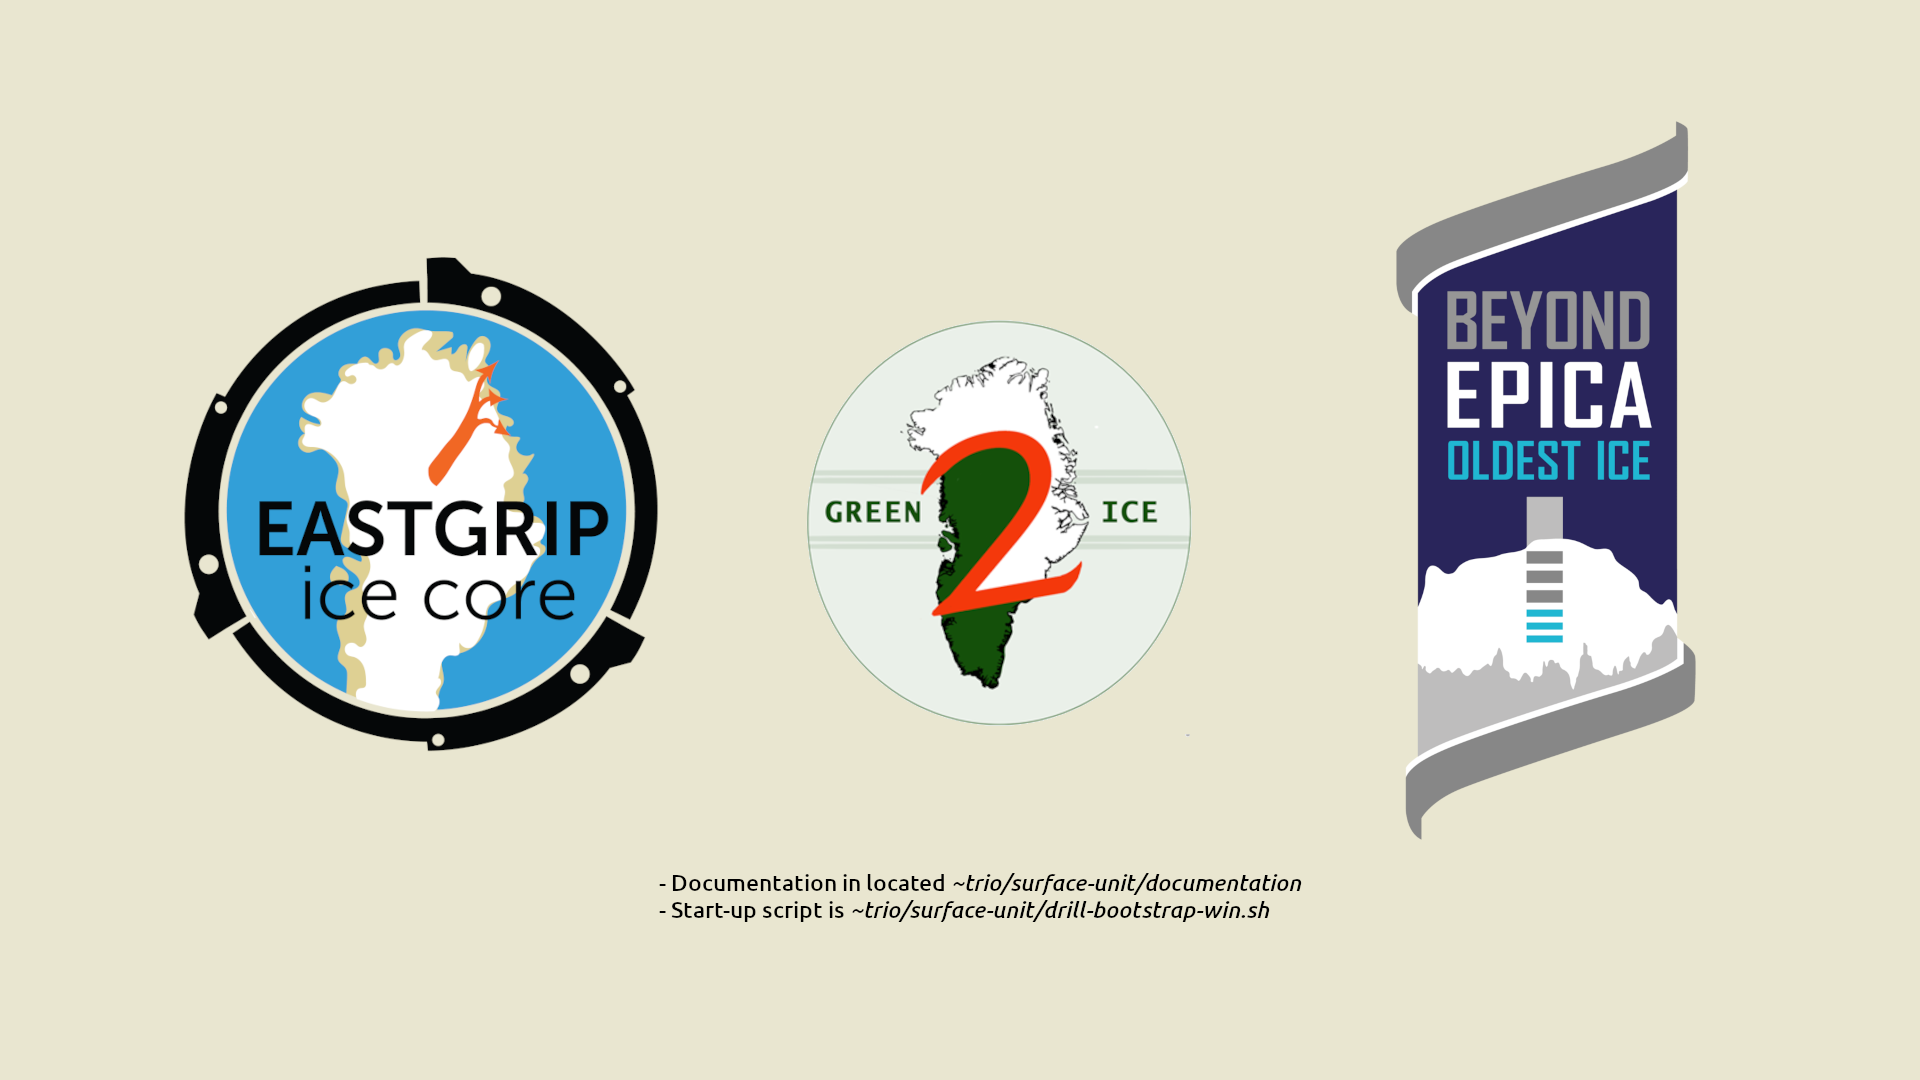 EASTGRIP
ice core
GREEN 2 ICE
BEYOND
EPICA
OLDEST ICE
- Documentation in located ~trio/surface-unit/documentation
- Start-up script is ~trio/surface-unit/drill-bootstrap-win.sh